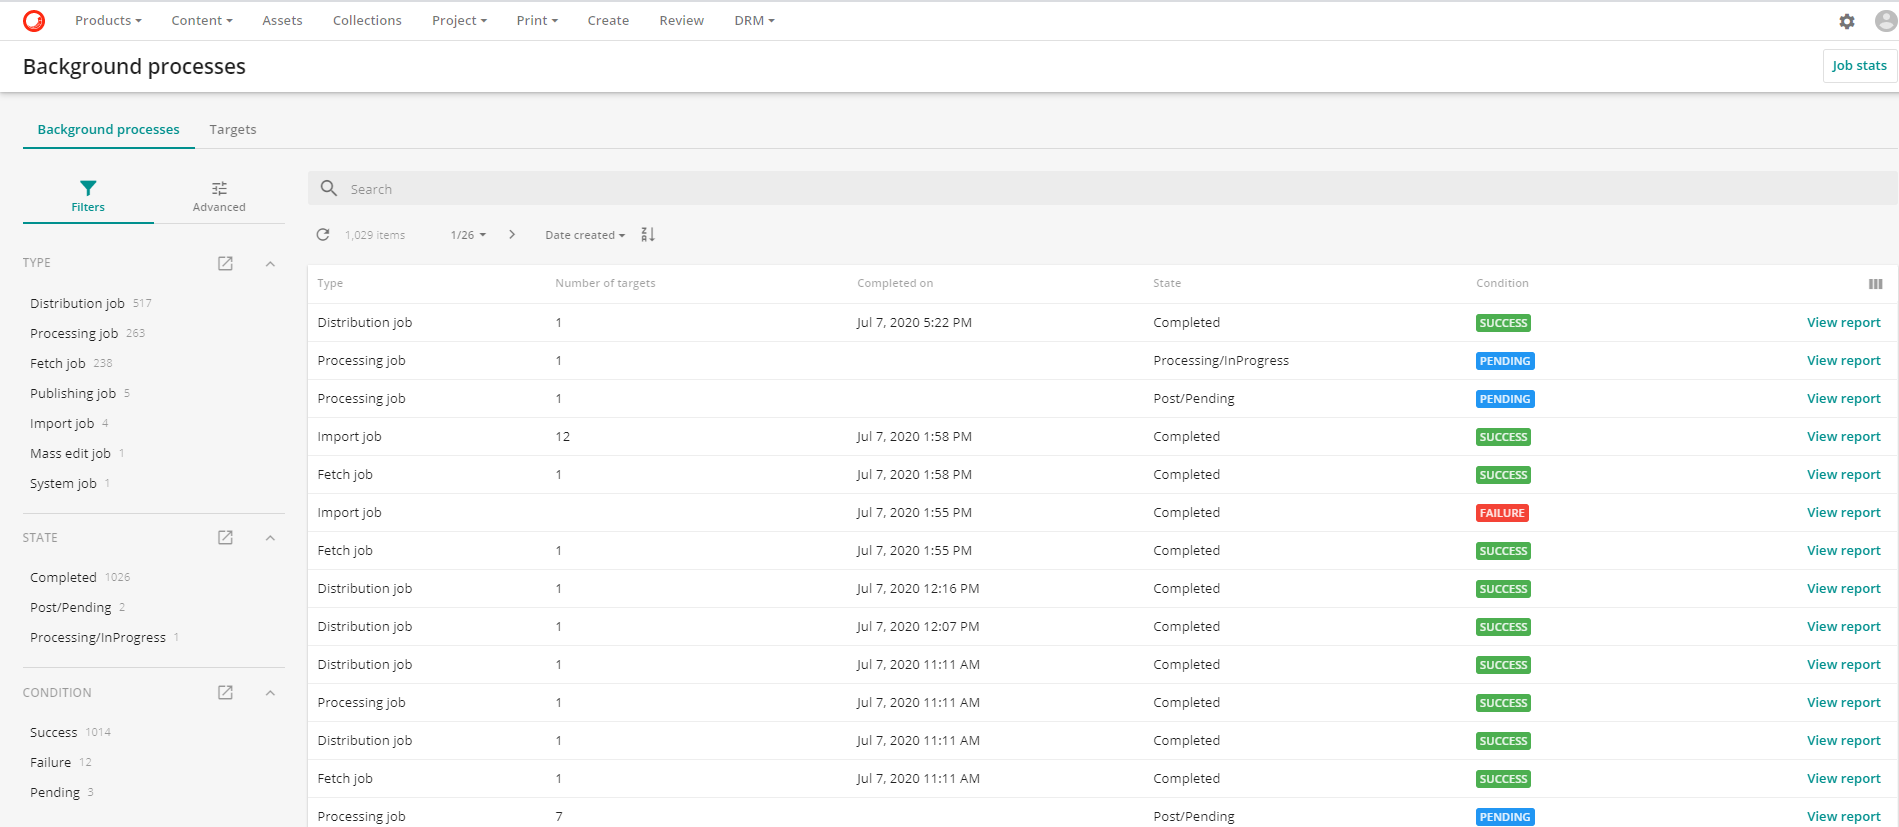 Products Content Assets Collections Project Print Create Review DRM
Background processes Job stats
Background processes Targets
Filters Advanced
Search
1,029 items 1/26 Date created
TYPE
Distribution job 517
Processing job 263
Fetch job 238
Publishing job 5
Import job 4
Mass edit job 1
System job 1
STATE
Completed 1026
Post/Pending 2
Processing/InProgress 1
CONDITION
Success 1014
Failure 12
Pending 3
Type Number of targets Completed on State Condition
Distribution job 1 Jul 7, 2020 5:22 PM Completed SUCCESS View report
Processing job 1 Processing/InProgress PENDING View report
Processing job 1 Post/Pending PENDING View report
Import job 12 Jul 7, 2020 1:58 PM Completed SUCCESS View report
Fetch job 1 Jul 7, 2020 1:58 PM Completed SUCCESS View report
Import job Jul 7, 2020 1:55 PM Completed FAILURE View report
Fetch job 1 Jul 7, 2020 1:55 PM Completed SUCCESS View report
Distribution job 1 Jul 7, 2020 12:16 PM Completed SUCCESS View report
Distribution job 1 Jul 7, 2020 12:07 PM Completed SUCCESS View report
Distribution job 1 Jul 7, 2020 11:11 AM Completed SUCCESS View report
Processing job 1 Jul 7, 2020 11:11 AM Completed SUCCESS View report
Distribution job 1 Jul 7, 2020 11:11 AM Completed SUCCESS View report
Fetch job 1 Jul 7, 2020 11:11 AM Completed SUCCESS View report
Processing job 7 Post/Pending PENDING View report